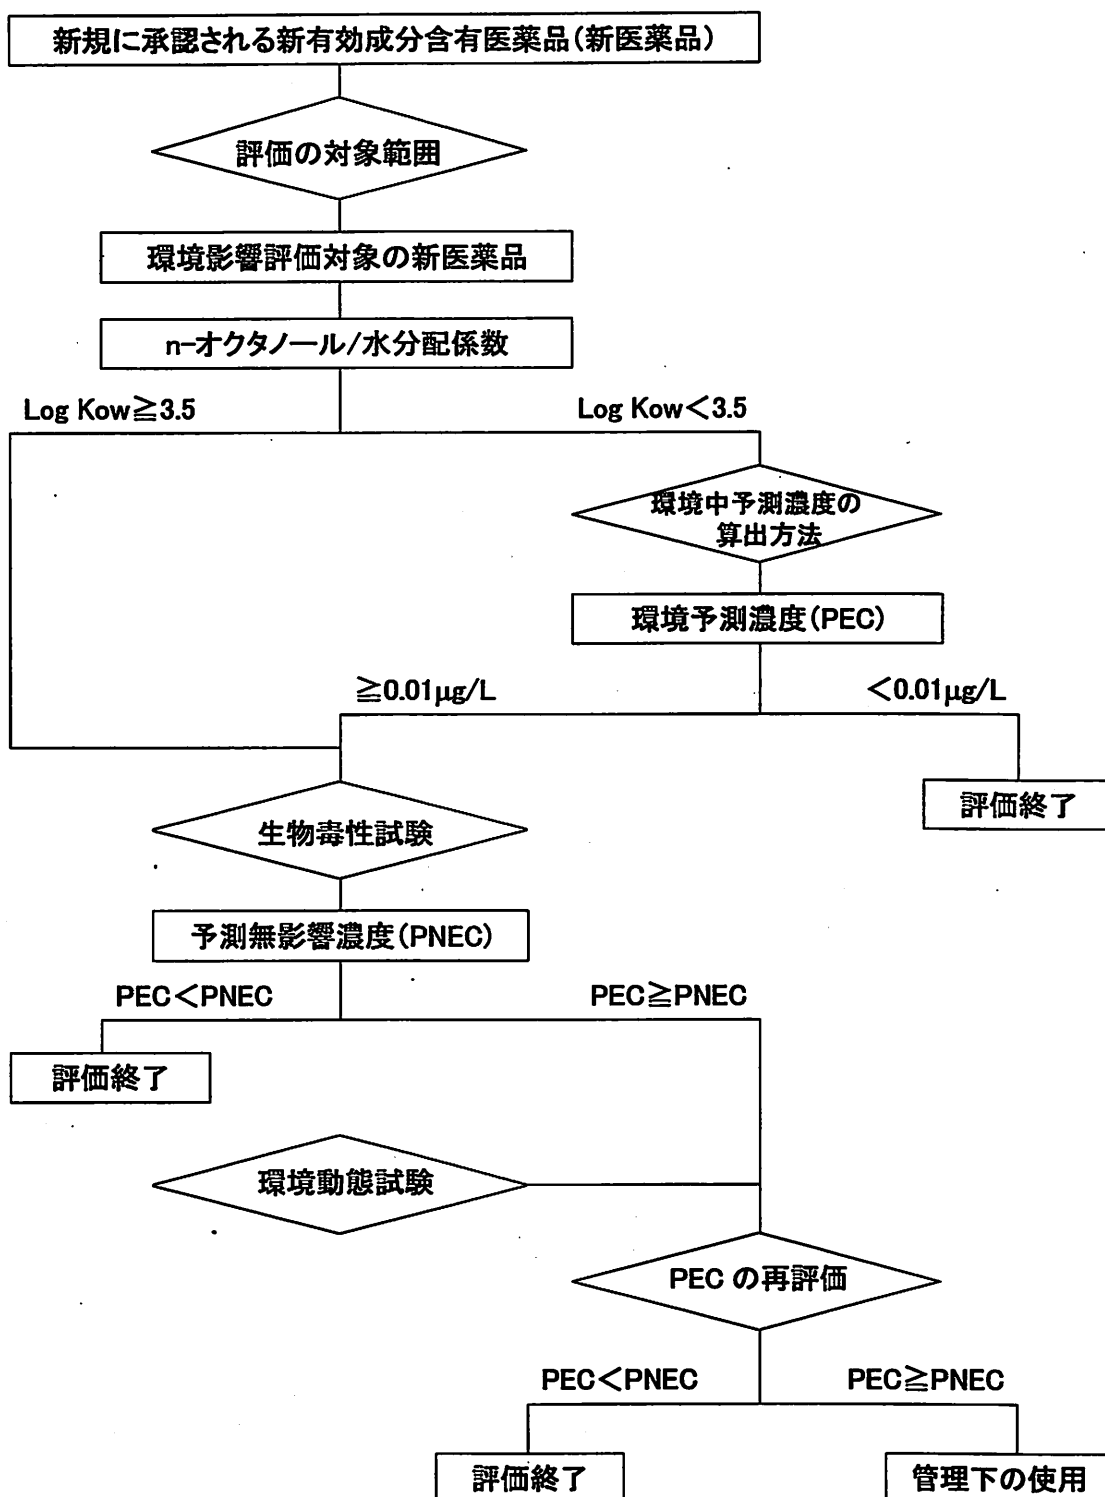 新規に承認される新有効成分含有医薬品(新医薬品)
評価の対象範囲
環境影響評価対象の新医薬品
n-オクタノール/水分配係数
Log Kow≧3.5
Log Kow<3.5
環境中予測濃度の
算出方法
環境予測濃度(PEC)
≧0.01μg/L
<0.01μg/L
評価終了
生物毒性試験
予測無影響濃度(PNEC)
PEC<PNEC
PEC≧PNEC
評価終了
環境動態試験
PEC の再評価
PEC<PNEC
PEC≧PNEC
評価終了
管理下の使用